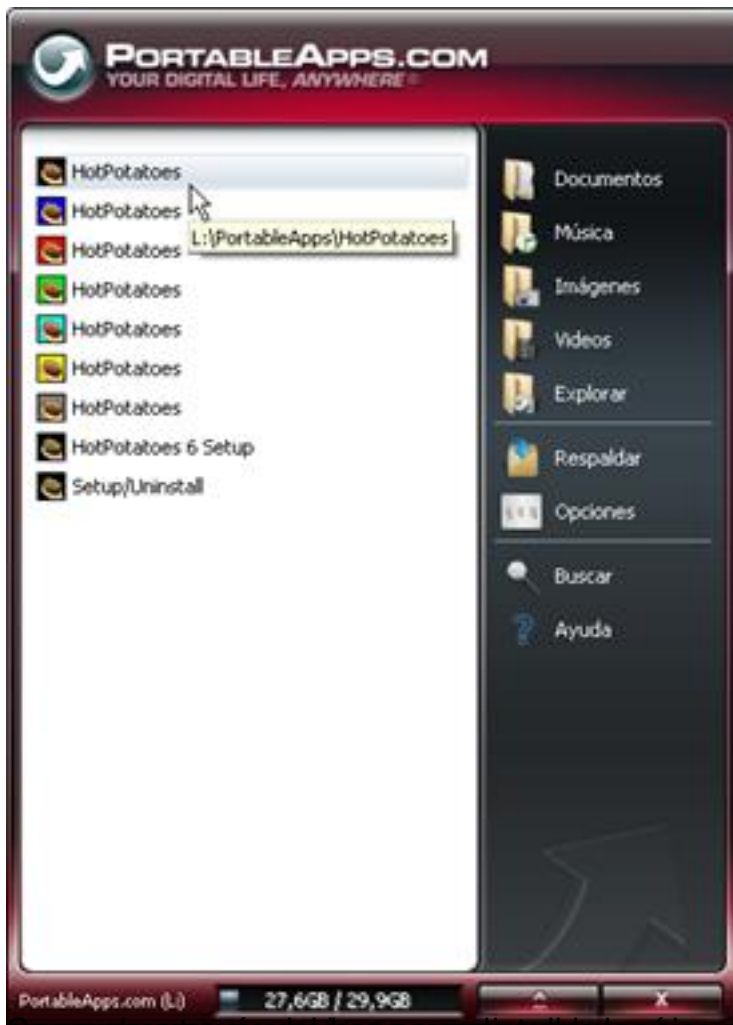 PORTABLEAPPS.COM
YOUR DIGITAL LIFE, ANYWHERE®
HotPotatoes
HotPotatoes
L:\PortableApps\HotPotatoes
HotPotatoes
HotPotatoes
HotPotatoes
HotPotatoes
HotPotatoes
HotPotatoes 6 Setup
Setup/Uninstall
Documentos
Música
Imágenes
Videos
Explorar
Respaldar
Opciones
Buscar
Ayuda
PortableApps.com (L:)
27,6GB / 29,9GB
X